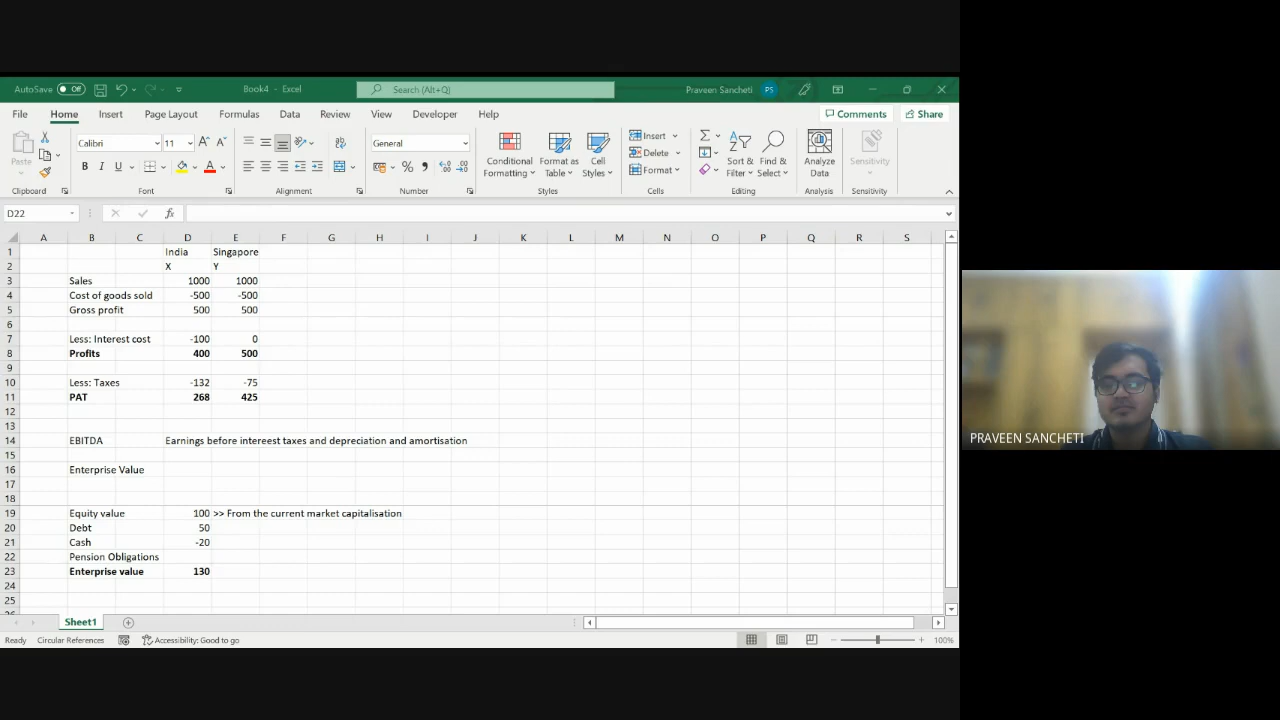 AutoSave Off Book4 - Excel Search (Alt+Q) Praveen Sancheti PS
File Home Insert Page Layout Formulas Data Review View Developer Help Comments Share
Paste Calibri 11 General Conditional Formatting Format as Table Cell Styles Insert Delete Format Sort & Filter Find & Select Analyze Data Sensitivity
Clipboard Font Alignment Number Styles Cells Editing Analysis Sensitivity
D22 fx
A B C D E F G H I J K L M N O P Q R S
1 India Singapore
2 X Y
3 Sales 1000 1000
4 Cost of goods sold -500 -500
5 Gross profit 500 500
6
7 Less: Interest cost -100 0
8 Profits 400 500
9
10 Less: Taxes -132 -75
11 PAT 268 425
12
13
14 EBITDA Earnings before intereest taxes and depreciation and amortisation
15
16 Enterprise Value
17
18
19 Equity value 100 >> From the current market capitalisation
20 Debt 50
21 Cash -20
22 Pension Obligations
23 Enterprise value 130
24
25
Sheet1
Ready Circular References Accessibility: Good to go 100%
PRAVEEN SANCHETI